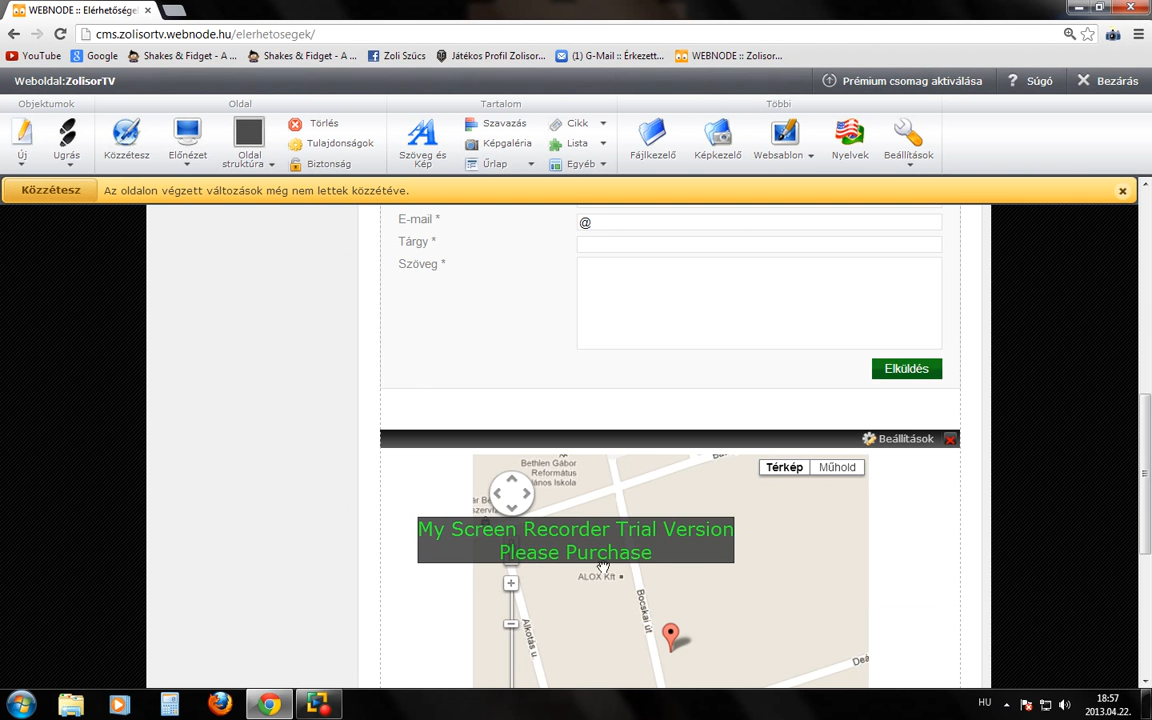 WEBNODE :: Elérhetősége
cms.zolisortv.webnode.hu/elerhetosegek/
YouTube Google Shakes & Fidget - A ... Shakes & Fidget - A ... Zoli Szűcs Játékos Profil Zolisor... (1) G-Mail :: Érkezett... WEBNODE :: Zolisor...
Weboldal:ZolisorTV Prémium csomag aktiválása ? Súgó Bezárás
Objektumok Oldal Tartalom Többi
Új Ugrás Közzétesz Előnézet Oldal struktúra Törlés Tulajdonságok Biztonság
Szöveg és Kép Szavazás Képgaléria Űrlap Cikk Lista Egyéb
Fájlkezelő Képkezelő Websablon Nyelvek Beállítások
Közzétesz Az oldalon végzett változások még nem lettek közzétéve.
E-mail * @
Tárgy *
Szöveg *
Elküldés
Beállítások
Bethlen Gábor
Református
Térkép Műhold
My Screen Recorder Trial Version
Please Purchase
ALOX Kft
Bocskai út
Alkotás u.
Deá
HU 18:57
2013.04.22.